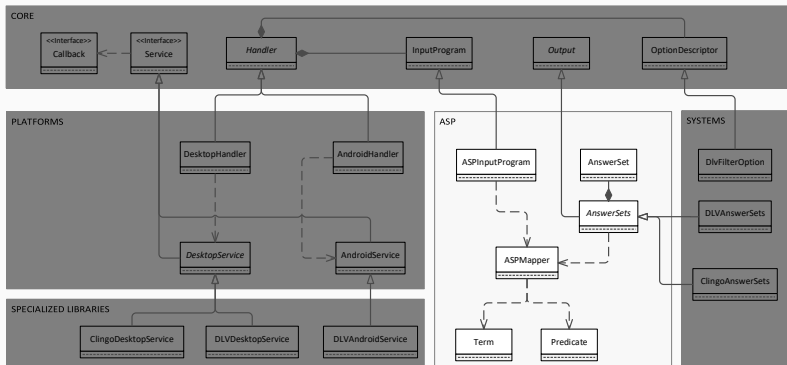 CORE
<<Interface>>
Callback
<<Interface>>
Service
Handler
InputProgram
Output
OptionDescriptor
PLATFORMS
DesktopHandler
AndroidHandler
DesktopService
AndroidService
ASP
ASPInputProgram
AnswerSet
AnswerSets
ASPMapper
Term
Predicate
SYSTEMS
DlvFilterOption
DLVAnswerSets
ClingoAnswerSets
SPECIALIZED LIBRARIES
ClingoDesktopService
DLVDesktopService
DLVAndroidService